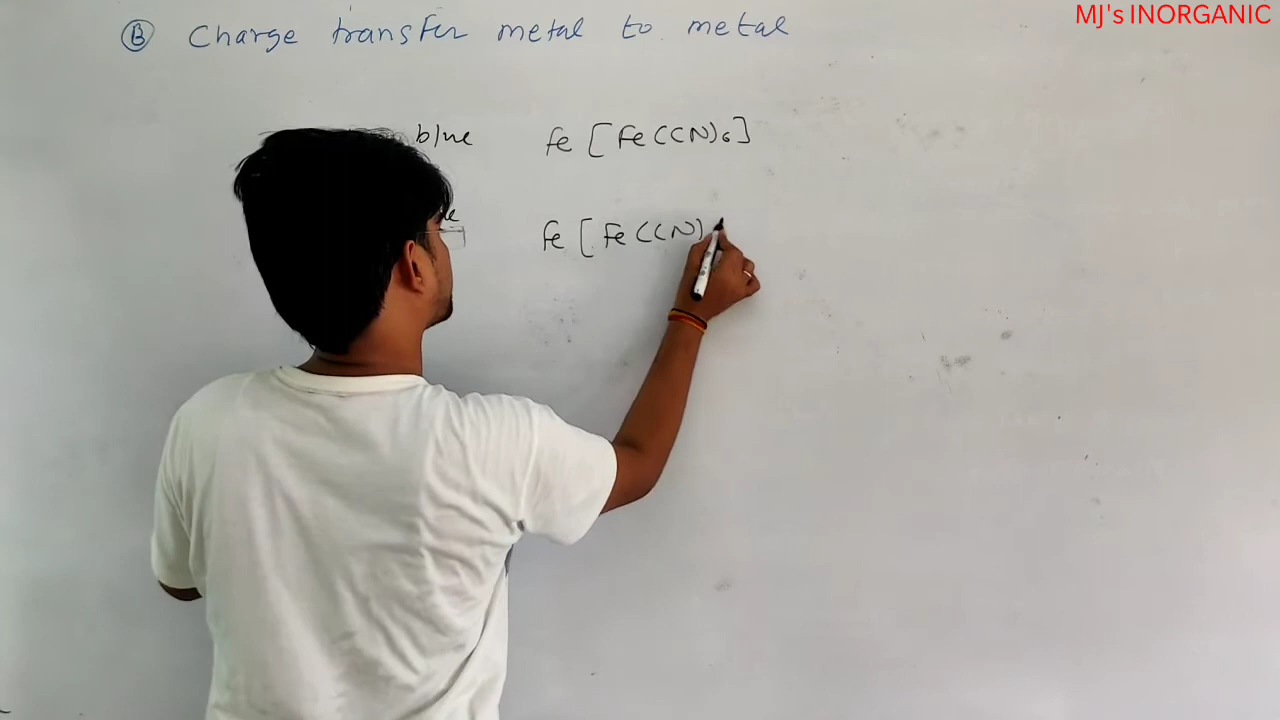 MJ's INORGANIC
Ⓑ Charge transfer metal to metal
blue Fe [Fe(CN)6]
Fe [Fe(CN)